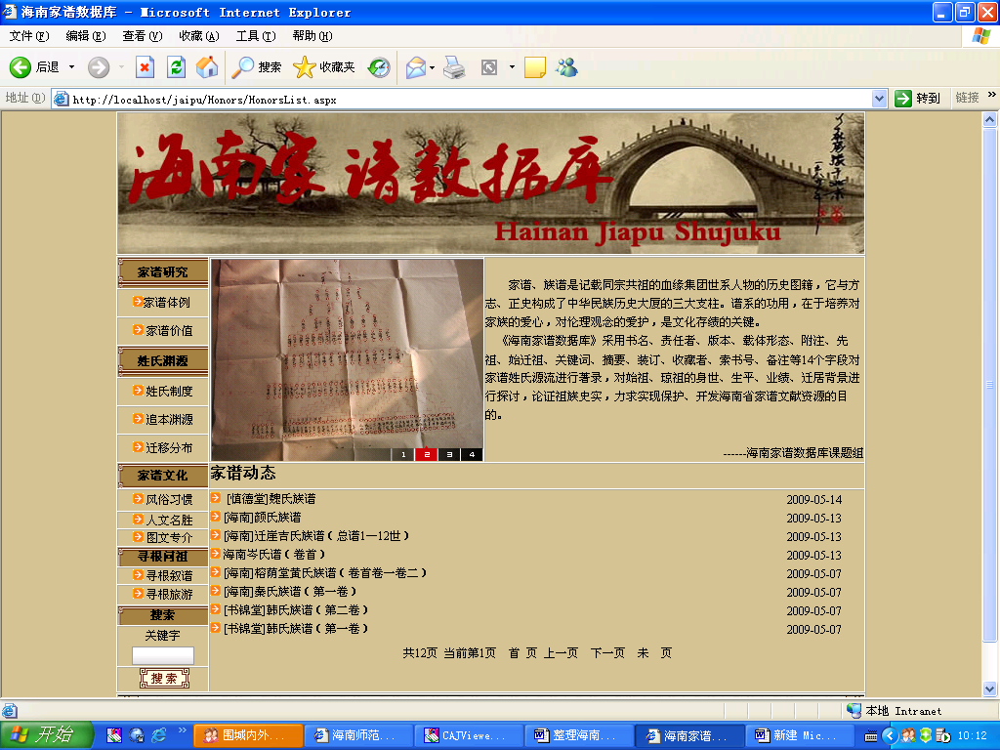 海南家谱数据库 - Microsoft Internet Explorer
文件(F) 编辑(E) 查看(V) 收藏(A) 工具(T) 帮助(H)
后退 搜索 收藏夹
地址(D) http://localhost/jaipu/Honors/HonorsList.aspx 转到 链接 »
海南家谱数据库
Hainan Jiapu Shujuku
家谱研究
家谱体例
家谱价值
姓氏渊源
姓氏制度
追本渊源
迁移分布
家谱文化
风俗习惯
人文名胜
图文专介
寻根问祖
寻根叙谱
寻根旅游
搜索
关键字
搜 索
1 2 3 4
家谱、族谱是记载同宗共祖的血缘集团世系人物的历史图籍，它与方
志、正史构成了中华民族历史大厦的三大支柱。谱系的功用，在于培养对
家族的爱心，对伦理观念的爱护，是文化存续的关键。
《海南家谱数据库》采用书名、责任者、版本、载体形态、附注、先
祖、始迁祖、关键词、摘要、装订、收藏者、索书号、备注等14个字段对
家谱姓氏源流进行著录，对始祖、琼祖的身世、生平、业绩、迁居背景进
行探讨，论证祖族史实，力求实现保护、开发海南省家谱文献资源的目
的。
------海南家谱数据库课题组
家谱动态
[慎德堂]魏氏族谱 2009-05-14
[海南]颜氏族谱 2009-05-13
[海南]迁崖吉氏族谱（总谱1—12世） 2009-05-13
海南岑氏谱（卷首） 2009-05-13
[海南]榕荫堂黄氏族谱（卷首卷一卷二） 2009-05-07
[海南]秦氏族谱（第一卷） 2009-05-07
[书锦堂]韩氏族谱（第二卷） 2009-05-07
[书锦堂]韩氏族谱（第一卷） 2009-05-07
共12页 当前第1页 首 页 上一页 下一页 末 页
本地 Intranet
开始 » 围城内外... 海南师范... CAJViewe... 整理海南... 海南家谱... 新建 Mic... 10:12